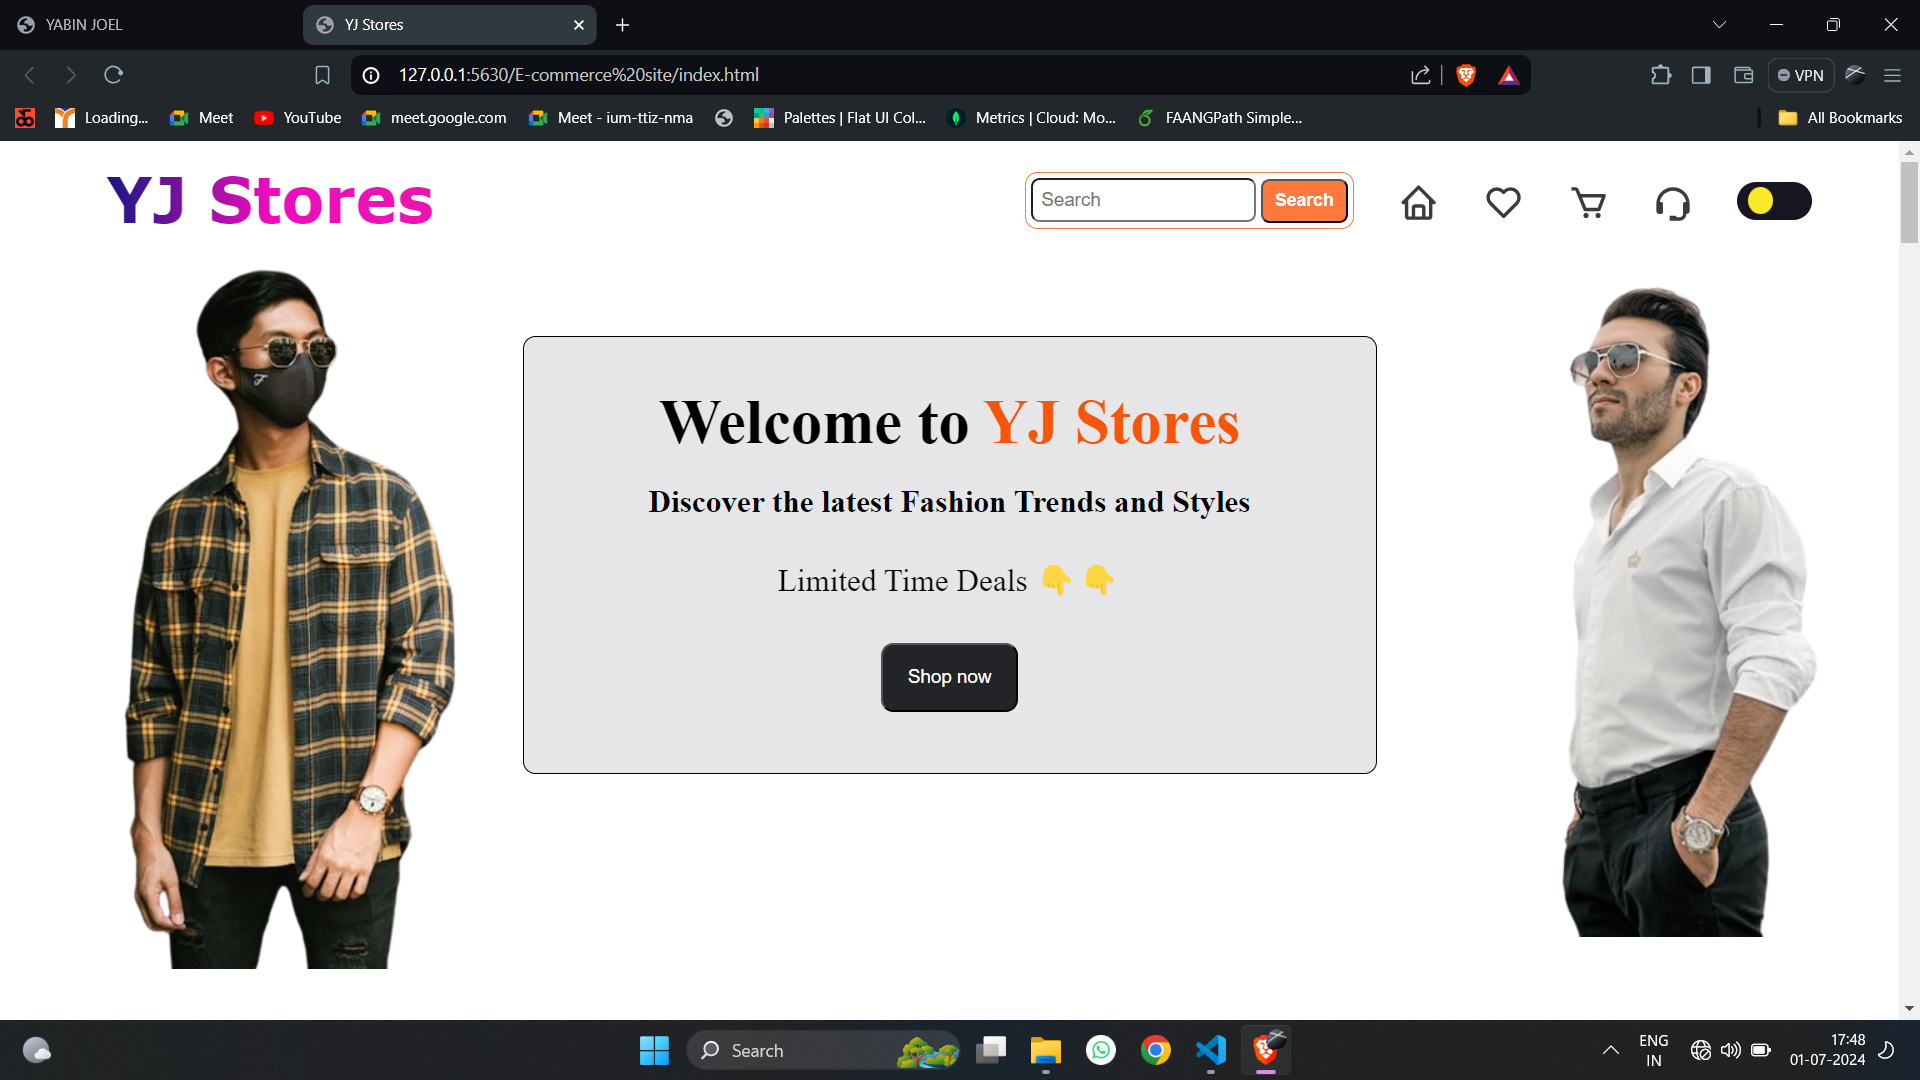 YABIN JOEL
YJ Stores
127.0.0.1:5630/E-commerce%20site/index.html
VPN
Loading...
Meet
YouTube
meet.google.com
Meet - ium-ttiz-nma
Palettes | Flat UI Col...
Metrics | Cloud: Mo...
FAANGPath Simple...
All Bookmarks
YJ Stores
Search
Search
Welcome to YJ Stores
Discover the latest Fashion Trends and Styles
Limited Time Deals 👇 👇
Shop now
Search
ENG
IN
17:48
01-07-2024